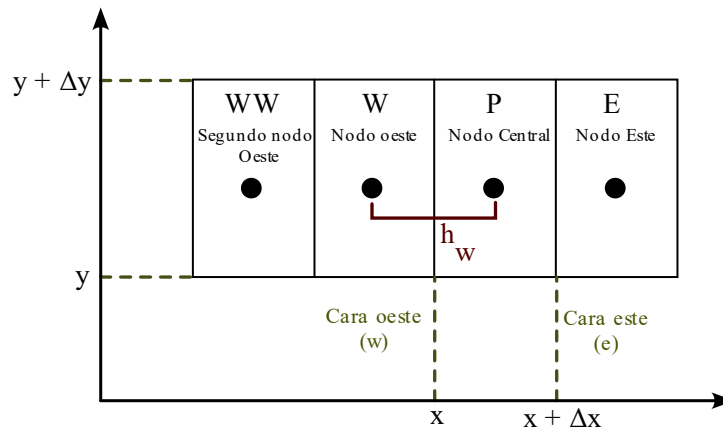 y + Δy
WW
Segundo nodo
Oeste
W
Nodo oeste
P
Nodo Central
E
Nodo Este
h
w
y
Cara oeste
(w)
Cara este
(e)
x
x + Δx